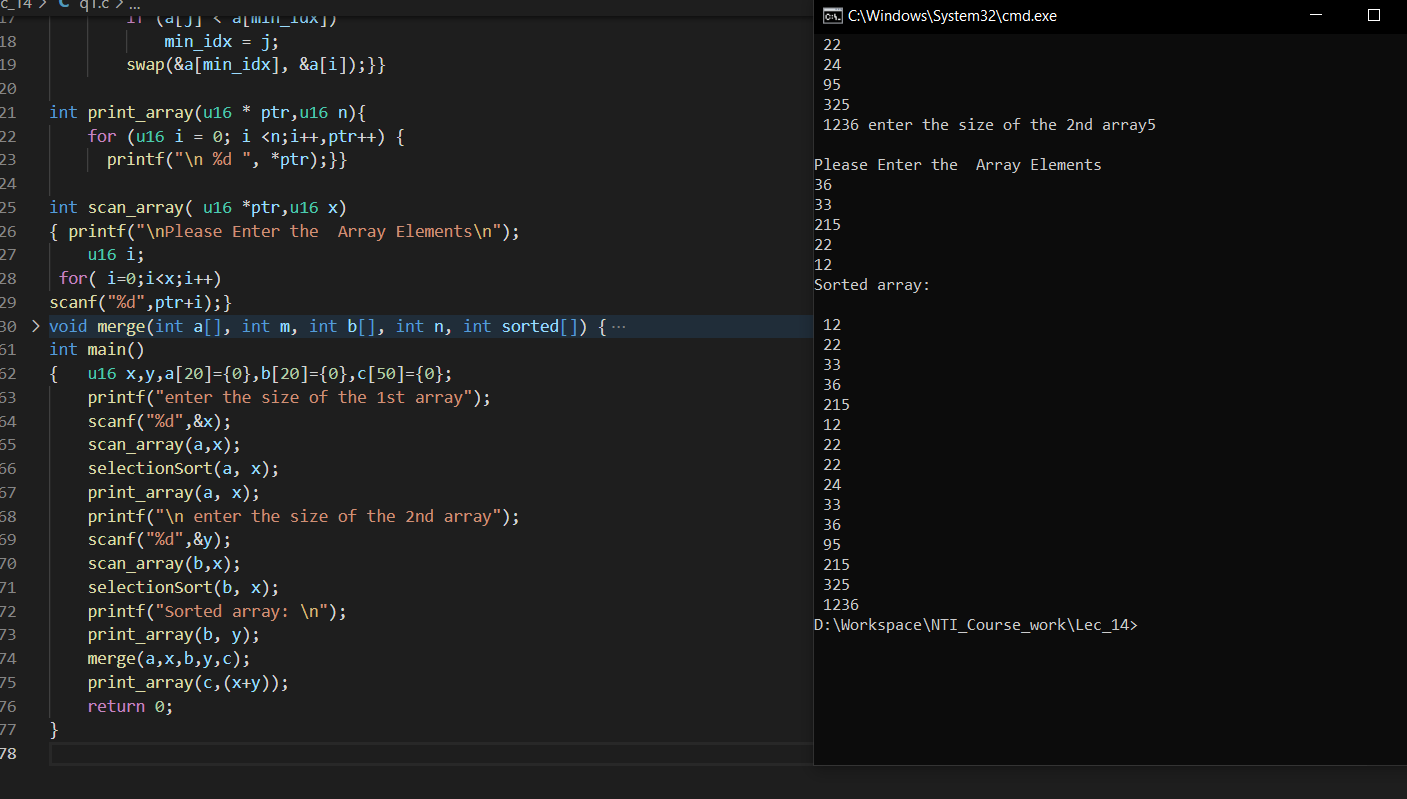 c_14 > C q1.c > ...
17 if (a[j] < a[min_idx])
18 min_idx = j;
19 swap(&a[min_idx], &a[i]);}}
20
21 int print_array(u16 * ptr,u16 n){
22 for (u16 i = 0; i <n;i++,ptr++) {
23 printf("\n %d ", *ptr);}}
24
25 int scan_array( u16 *ptr,u16 x)
26 { printf("\nPlease Enter the  Array Elements\n");
27 u16 i;
28 for( i=0;i<x;i++)
29 scanf("%d",ptr+i);}
30 > void merge(int a[], int m, int b[], int n, int sorted[]) { ...
61 int main()
62 {   u16 x,y,a[20]={0},b[20]={0},c[50]={0};
63 printf("enter the size of the 1st array");
64 scanf("%d",&x);
65 scan_array(a,x);
66 selectionSort(a, x);
67 print_array(a, x);
68 printf("\n enter the size of the 2nd array");
69 scanf("%d",&y);
70 scan_array(b,x);
71 selectionSort(b, x);
72 printf("Sorted array: \n");
73 print_array(b, y);
74 merge(a,x,b,y,c);
75 print_array(c,(x+y));
76 return 0;
77 }
78
C:\Windows\System32\cmd.exe
22
24
95
325
1236 enter the size of the 2nd array5
Please Enter the  Array Elements
36
33
215
22
12
Sorted array:
12
22
33
36
215
12
22
22
24
33
36
95
215
325
1236
D:\Workspace\NTI_Course_work\Lec_14>